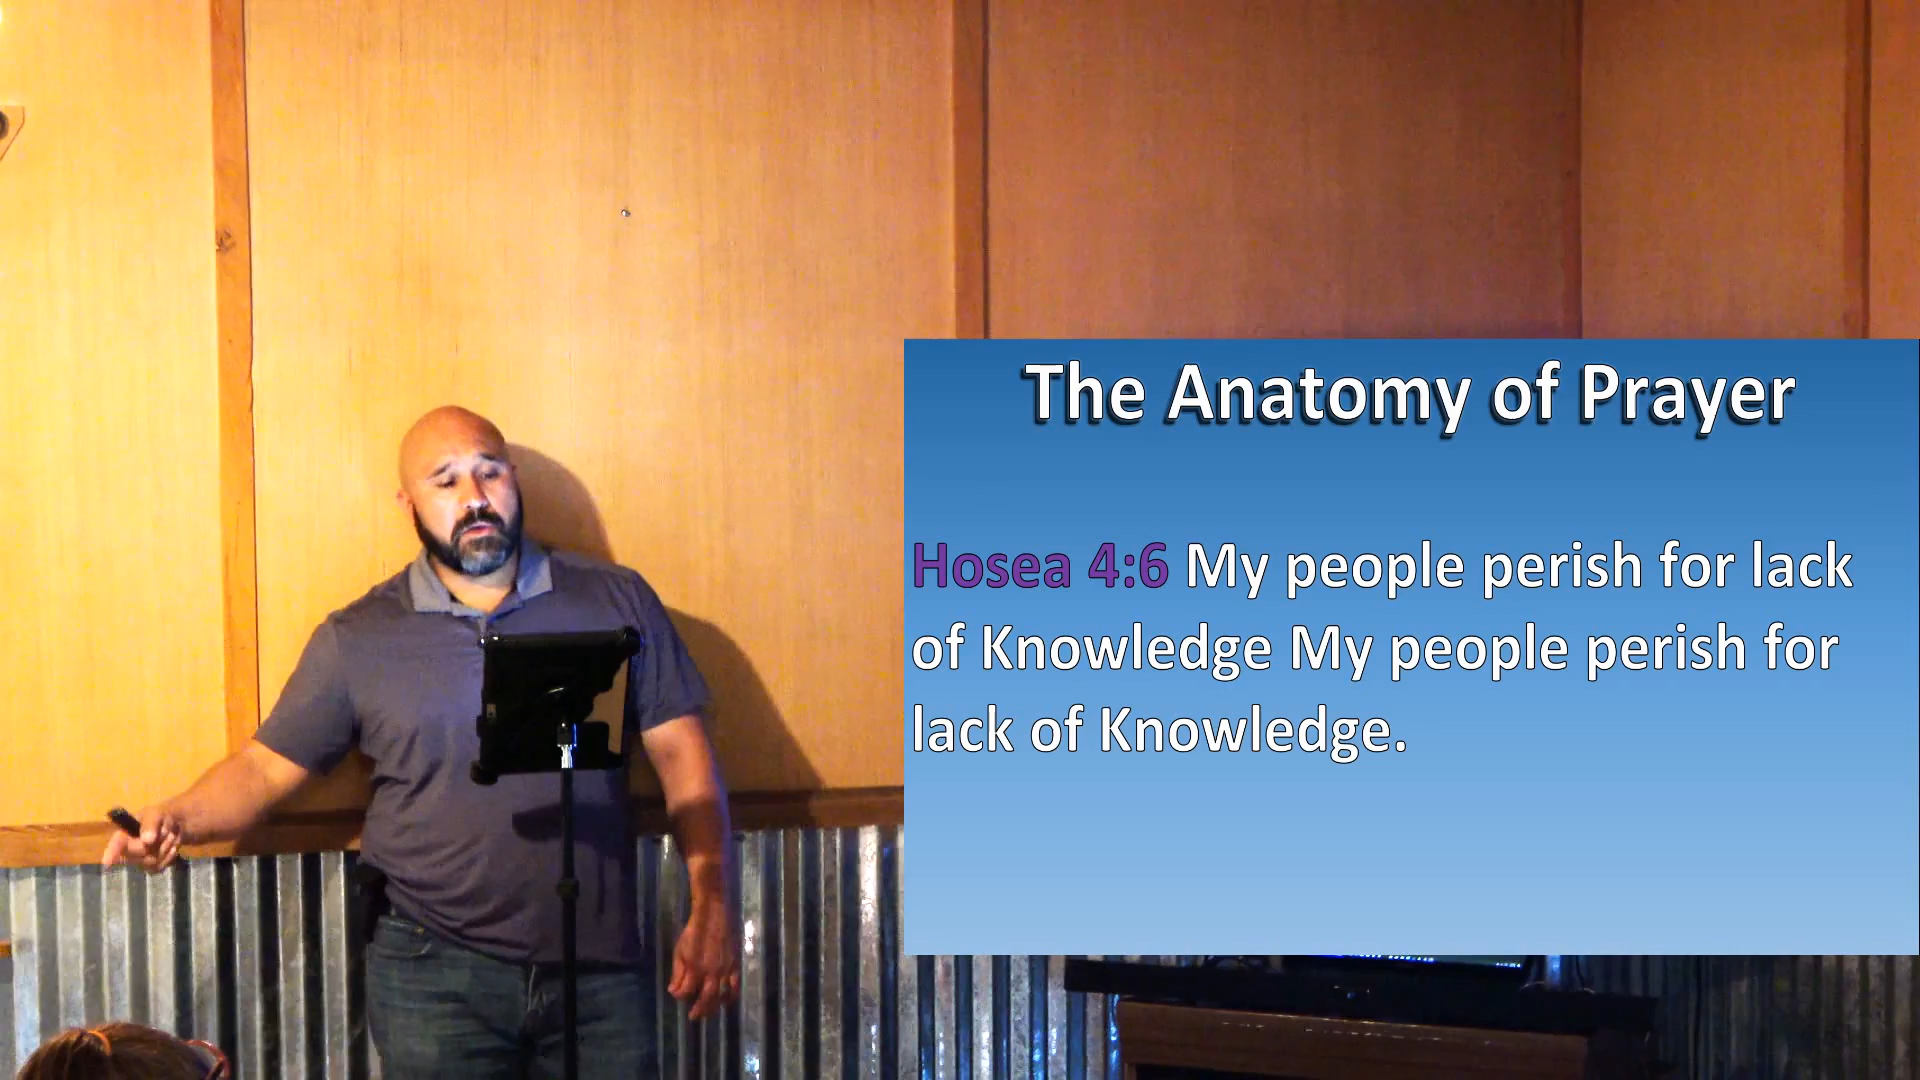 The Anatomy of Prayer
Hosea 4:6 My people perish for lack
of Knowledge My people perish for
lack of Knowledge.